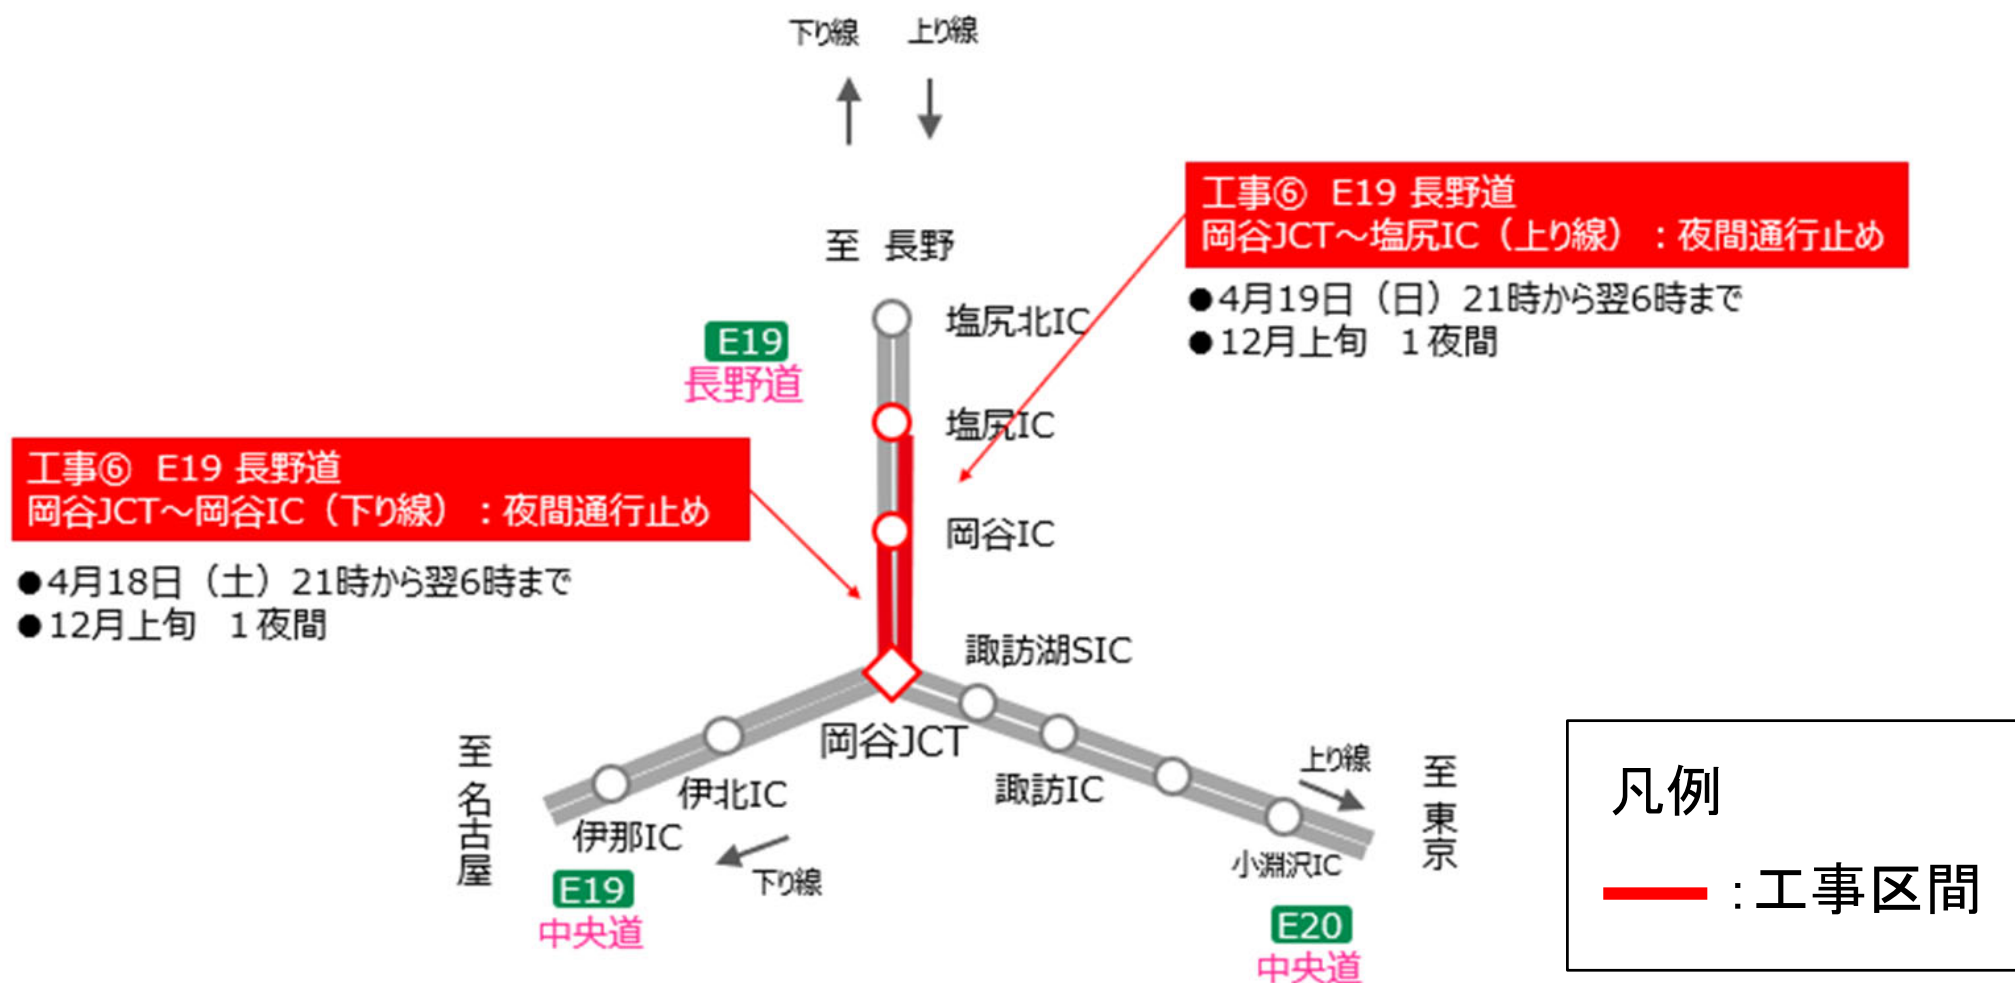 下り線
上り線
工事⑥ E19 長野道
岡谷JCT～塩尻IC（上り線）：夜間通行止め
●4月19日（日）21時から翌6時まで
●12月上旬 1夜間
至 長野
塩尻北IC
E19
長野道
塩尻IC
工事⑥ E19 長野道
岡谷JCT～岡谷IC（下り線）：夜間通行止め
●4月18日（土）21時から翌6時まで
●12月上旬 1夜間
岡谷IC
諏訪湖SIC
岡谷JCT
諏訪IC
上り線
至東京
小淵沢IC
E20
中央道
至名古屋
伊北IC
伊那IC
下り線
E19
中央道
凡例
：工事区間